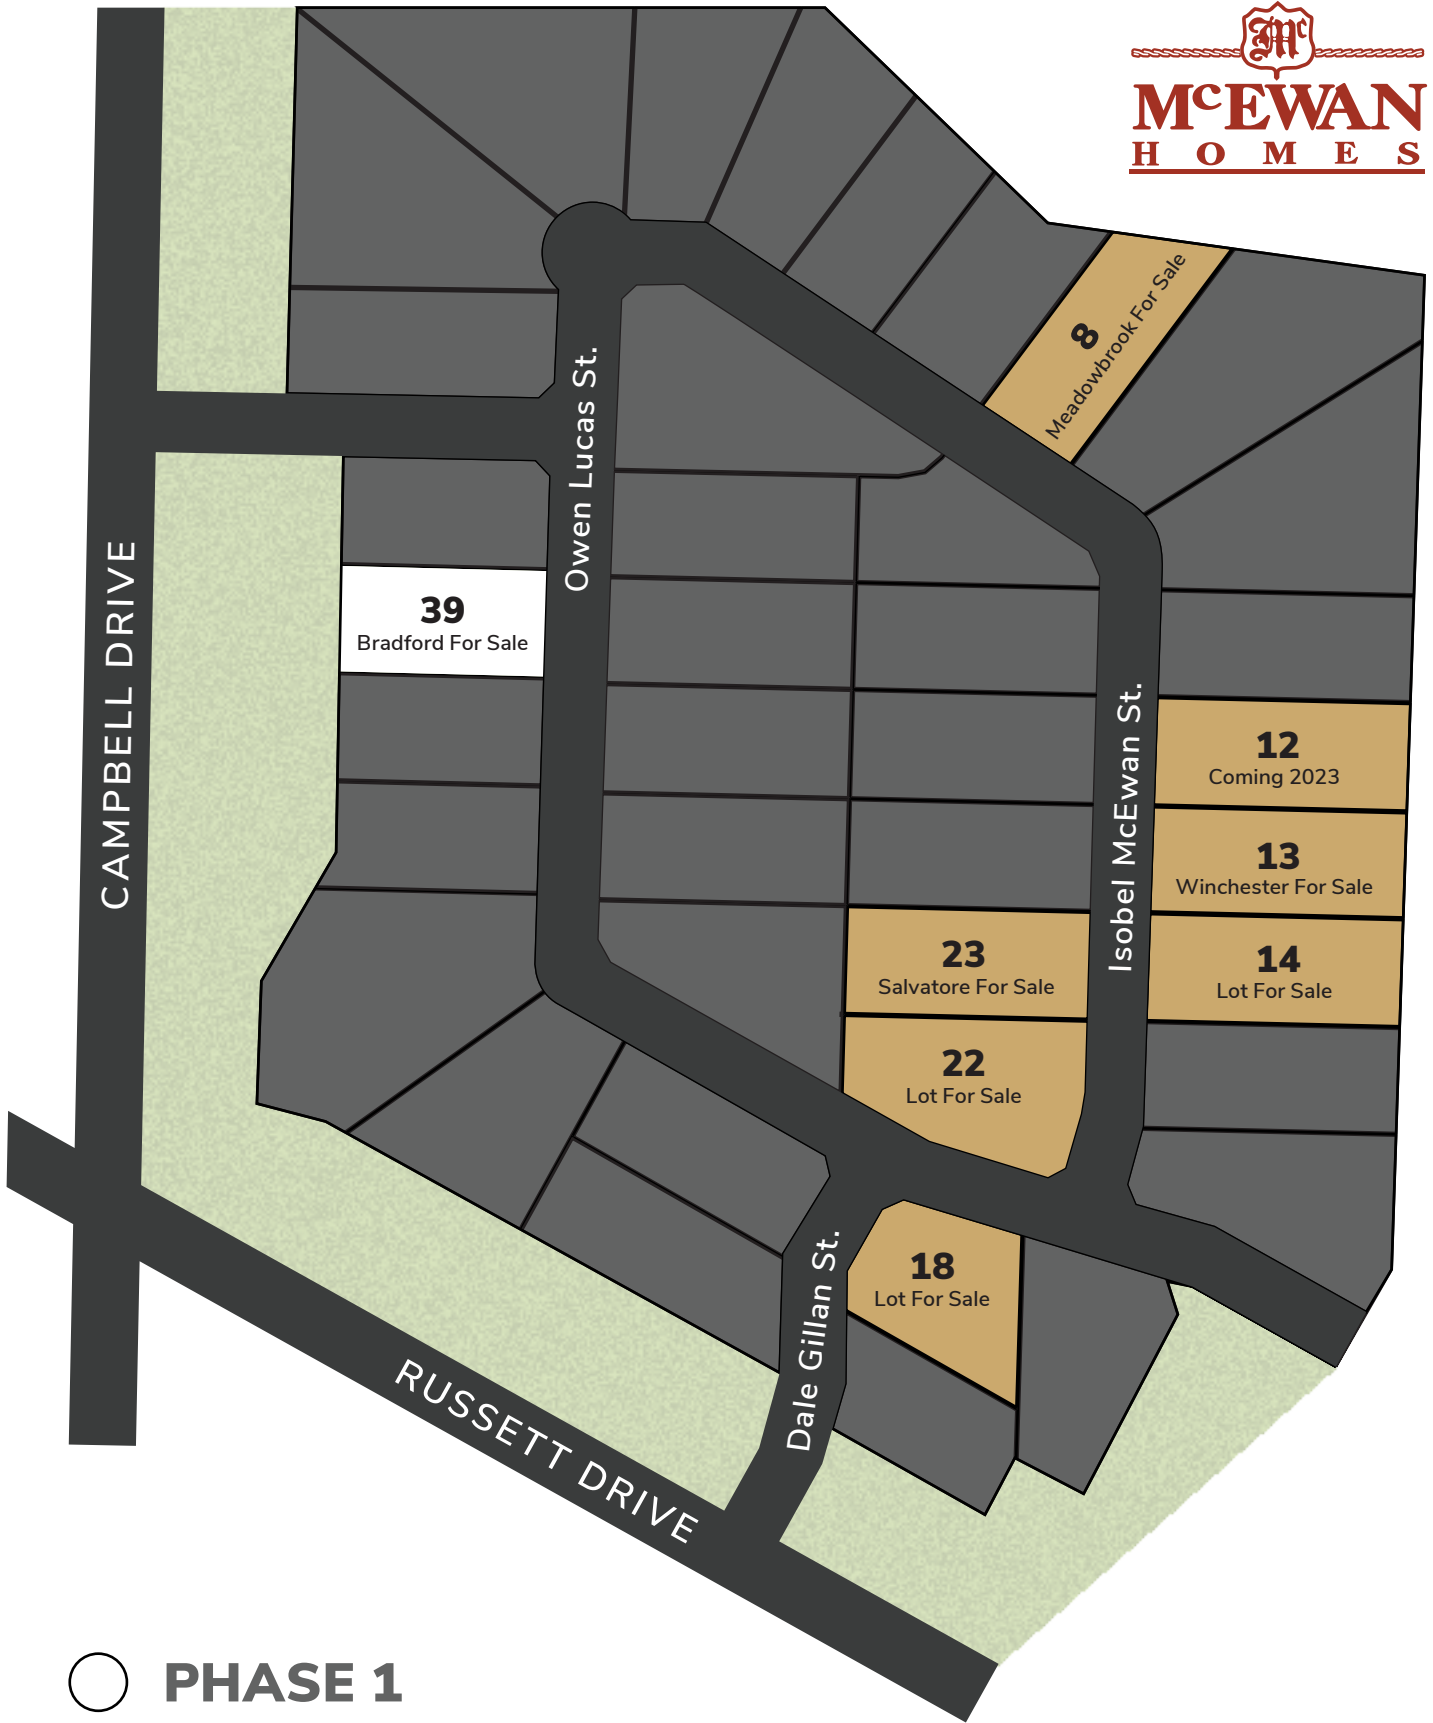 Mc
McEWAN
HOMES
8
Meadowbrook For Sale
Owen Lucas St.
CAMPBELL DRIVE
39
Bradford For Sale
Isobel McEwan St.
12
Coming 2023
13
Winchester For Sale
23
Salvatore For Sale
14
Lot For Sale
22
Lot For Sale
18
Lot For Sale
Dale Gillan St.
RUSSETT DRIVE
PHASE 1